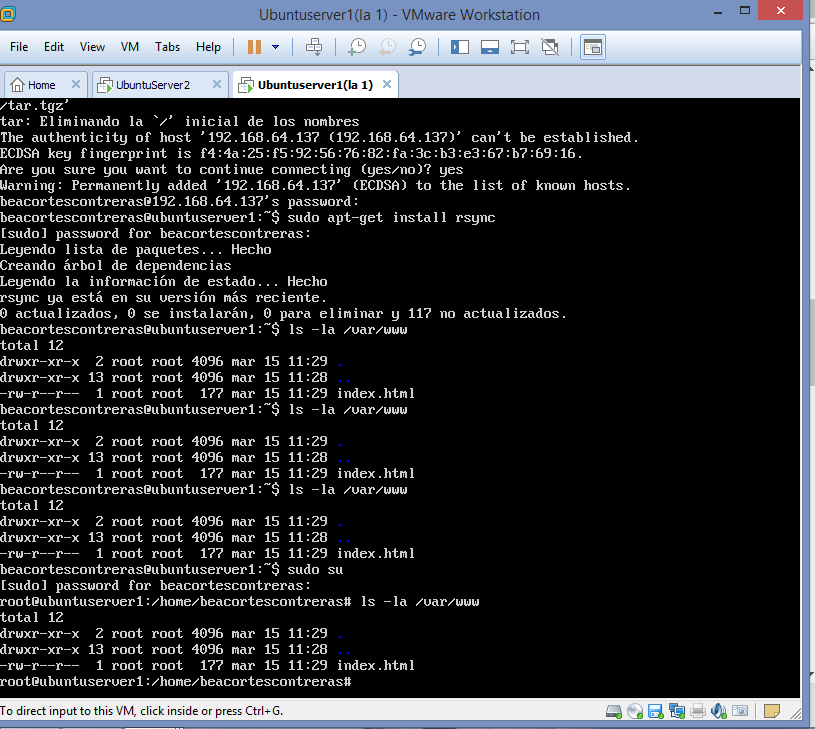 Ubuntuserver1(la 1) - VMware Workstation
File Edit View VM Tabs Help
Home UbuntuServer2 Ubuntuserver1(la 1)
/tar.tgz'
tar: Eliminando la `/' inicial de los nombres
The authenticity of host '192.168.64.137 (192.168.64.137)' can't be established.
ECDSA key fingerprint is f4:4a:25:f5:92:56:76:82:fa:3c:b3:e3:67:b7:69:16.
Are you sure you want to continue connecting (yes/no)? yes
Warning: Permanently added '192.168.64.137' (ECDSA) to the list of known hosts.
beacortescontreras@192.168.64.137's password:
beacortescontreras@ubuntuserver1:~$ sudo apt-get install rsync
[sudo] password for beacortescontreras:
Leyendo lista de paquetes... Hecho
Creando árbol de dependencias
Leyendo la información de estado... Hecho
rsync ya está en su versión más reciente.
0 actualizados, 0 se instalarán, 0 para eliminar y 117 no actualizados.
beacortescontreras@ubuntuserver1:~$ ls -la /var/www
total 12
drwxr-xr-x  2 root root 4096 mar 15 11:29 .
drwxr-xr-x 13 root root 4096 mar 15 11:28 ..
-rw-r--r--  1 root root  177 mar 15 11:29 index.html
beacortescontreras@ubuntuserver1:~$ ls -la /var/www
total 12
drwxr-xr-x  2 root root 4096 mar 15 11:29 .
drwxr-xr-x 13 root root 4096 mar 15 11:28 ..
-rw-r--r--  1 root root  177 mar 15 11:29 index.html
beacortescontreras@ubuntuserver1:~$ ls -la /var/www
total 12
drwxr-xr-x  2 root root 4096 mar 15 11:29 .
drwxr-xr-x 13 root root 4096 mar 15 11:28 ..
-rw-r--r--  1 root root  177 mar 15 11:29 index.html
beacortescontreras@ubuntuserver1:~$ sudo su
[sudo] password for beacortescontreras:
root@ubuntuserver1:/home/beacortescontreras# ls -la /var/www
total 12
drwxr-xr-x  2 root root 4096 mar 15 11:29 .
drwxr-xr-x 13 root root 4096 mar 15 11:28 ..
-rw-r--r--  1 root root  177 mar 15 11:29 index.html
root@ubuntuserver1:/home/beacortescontreras#
To direct input to this VM, click inside or press Ctrl+G.